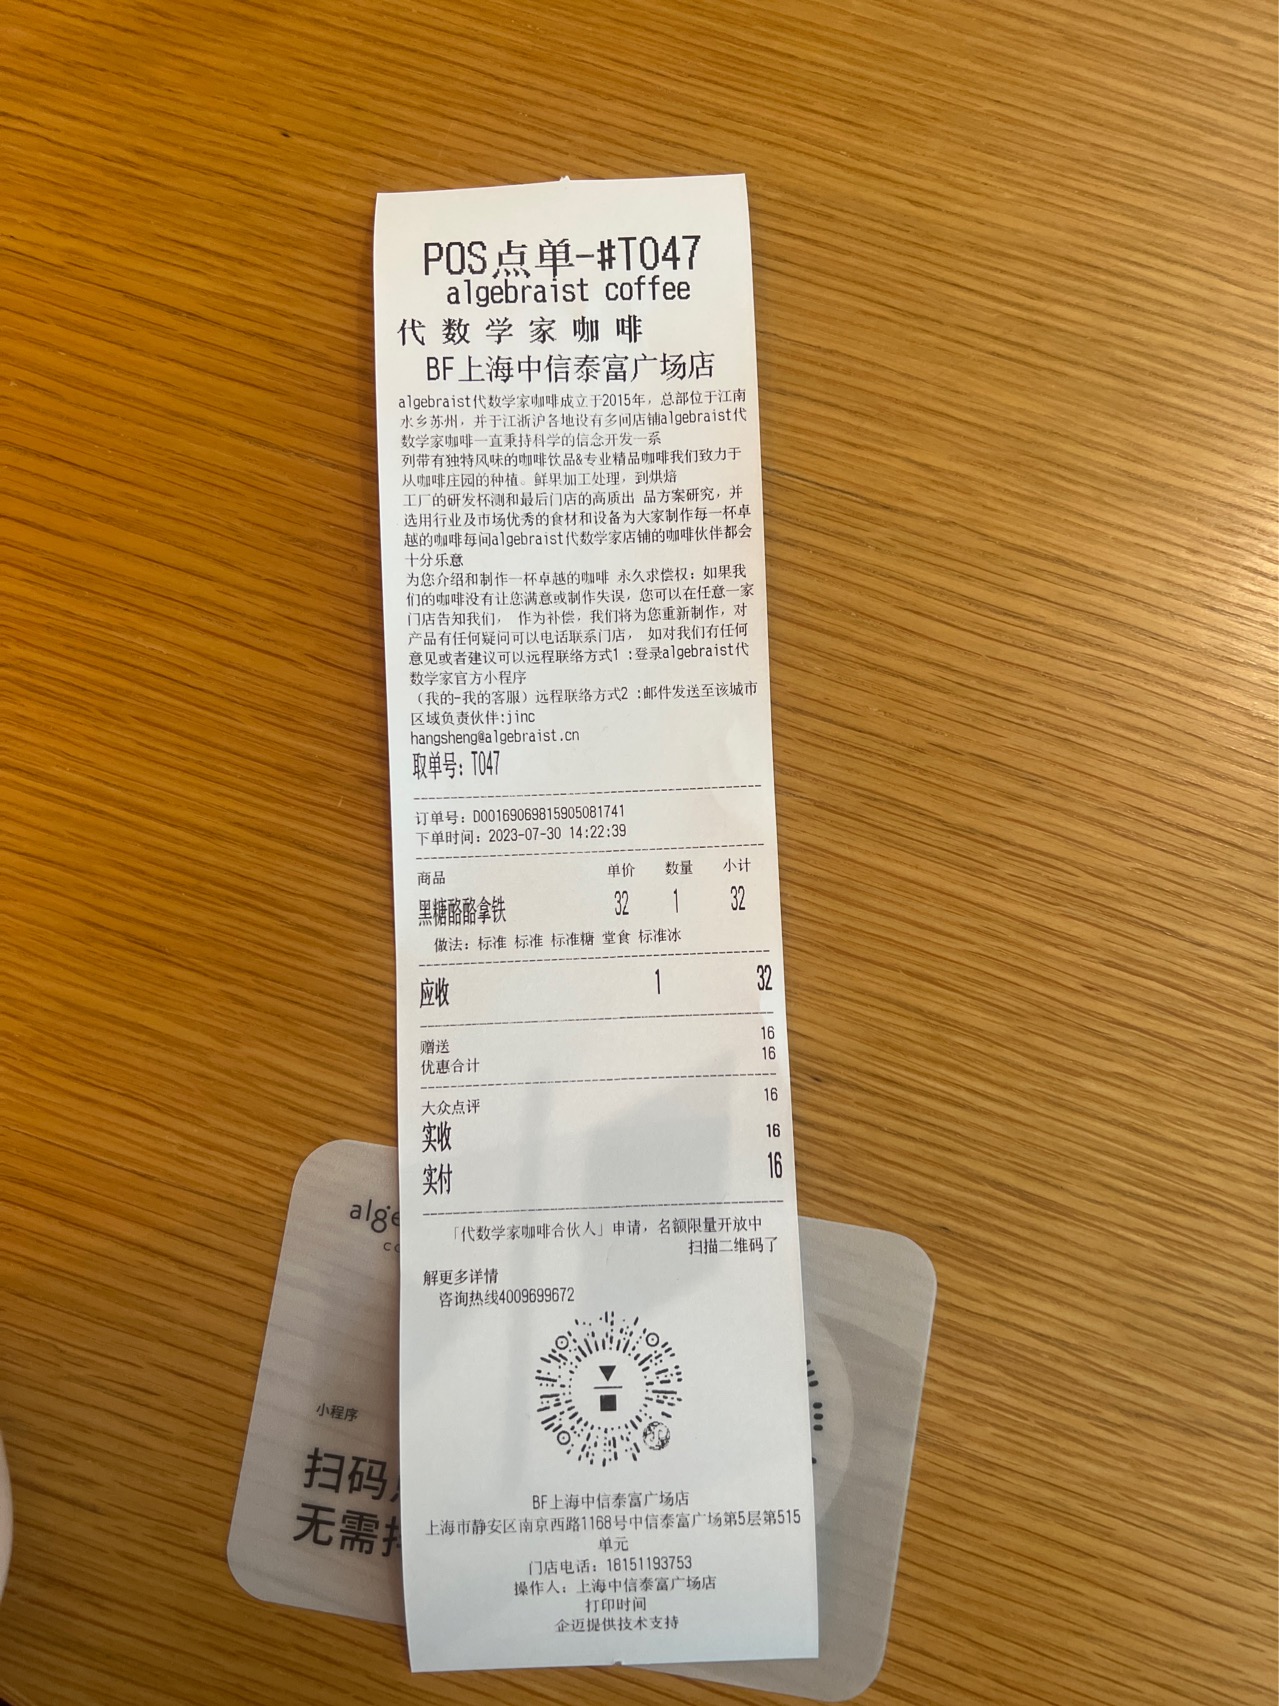 POS点单-#T047
algebraist coffee
代数学家咖啡
BF上海中信泰富广场店
algebraist代数学家咖啡成立于2015年，总部位于江南
水乡苏州，并于江浙沪各地设有多间店铺algebraist代
数学家咖啡一直秉持科学的信念开发一系
列带有独特风味的咖啡饮品&专业精品咖啡我们致力于
从咖啡庄园的种植。鲜果加工处理，到烘焙
工厂的研发杯测和最后门店的高质出 品方案研究，并
选用行业及市场优秀的食材和设备为大家制作每一杯卓
越的咖啡每间algebraist代数学家店铺的咖啡伙伴都会
十分乐意
为您介绍和制作一杯卓越的咖啡 永久求偿权：如果我
们的咖啡没有让您满意或制作失误，您可以在任意一家
门店告知我们， 作为补偿，我们将为您重新制作，对
产品有任何疑问可以电话联系门店， 如对我们有任何
意见或者建议可以远程联络方式1 :登录algebraist代
数学家官方小程序
（我的-我的客服）远程联络方式2 :邮件发送至该城市
区域负责伙伴:jinc
hangsheng@algebraist.cn
取单号：T047
订单号：D00169069815905081741
下单时间：2023-07-30 14:22:39
商品 单价 数量 小计
黑糖酪酪拿铁 32 1 32
做法：标准 标准 标准糖 堂食 标准冰
应收 1 32
赠送 16
优惠合计 16
大众点评 16
实收 16
实付 16
「代数学家咖啡合伙人」申请，名额限量开放中
扫描二维码了
解更多详情
咨询热线4009699672
BF上海中信泰富广场店
上海市静安区南京西路1168号中信泰富广场第5层第515
单元
门店电话：18151193753
操作人：上海中信泰富广场店
打印时间
企迈提供技术支持
alge
co
小程序
扫码
无需